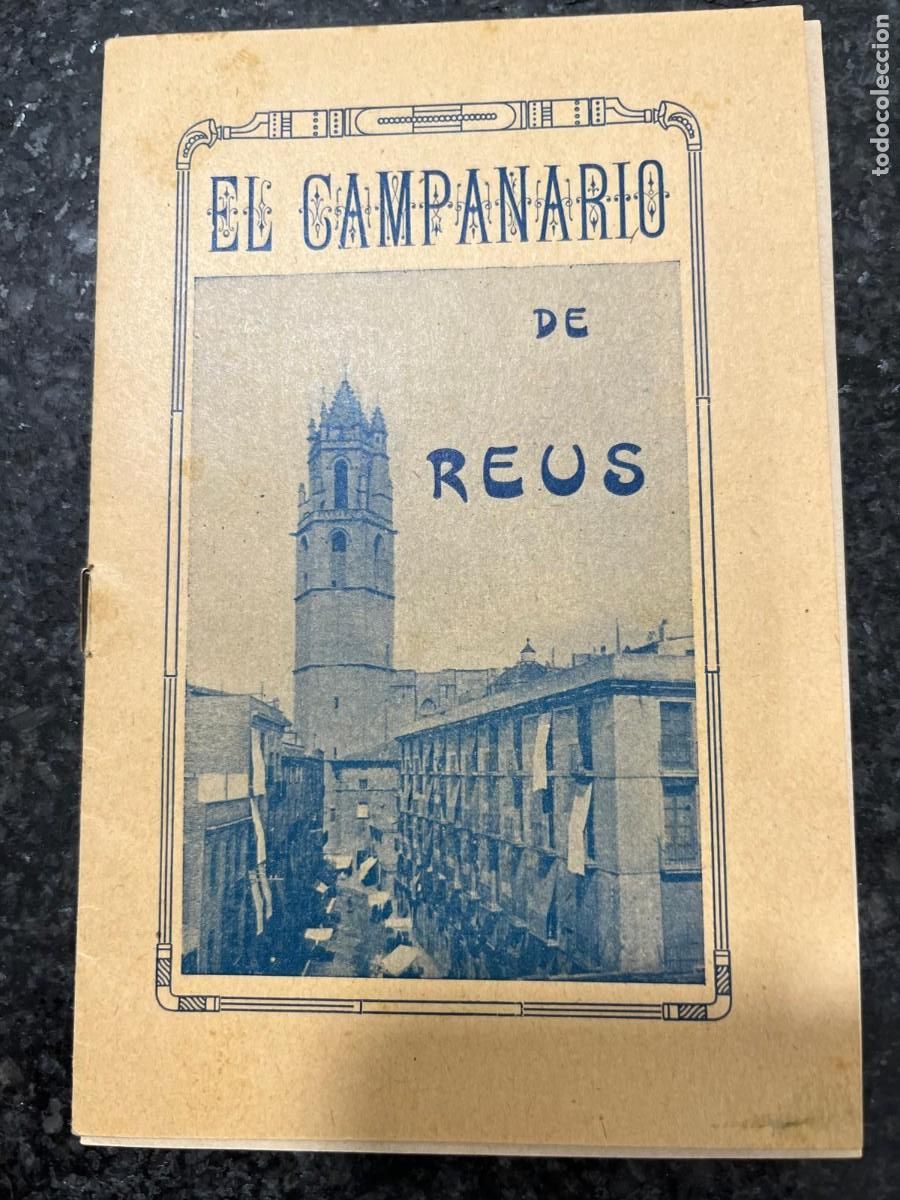 EL CAMPANARIO
DE
REUS
todocoleccion